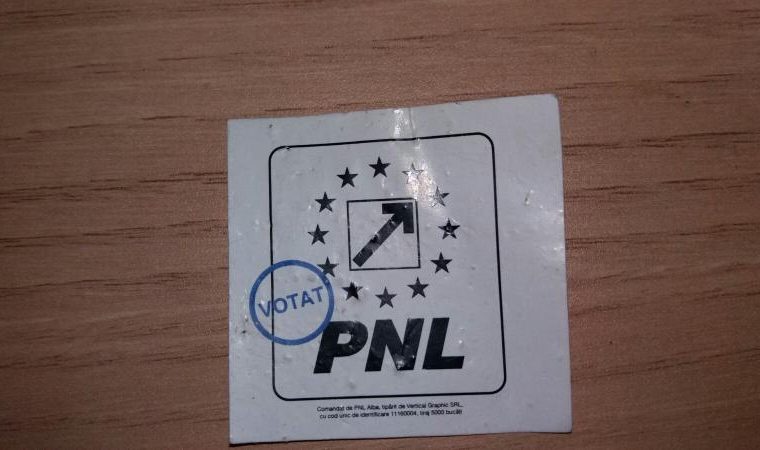 VOTAT
PNL
Comandat de PNL Alba, tipărit de Vertical Graphic SRL,
cu cod unic de identificare 11160004, tiraj 5000 bucăți